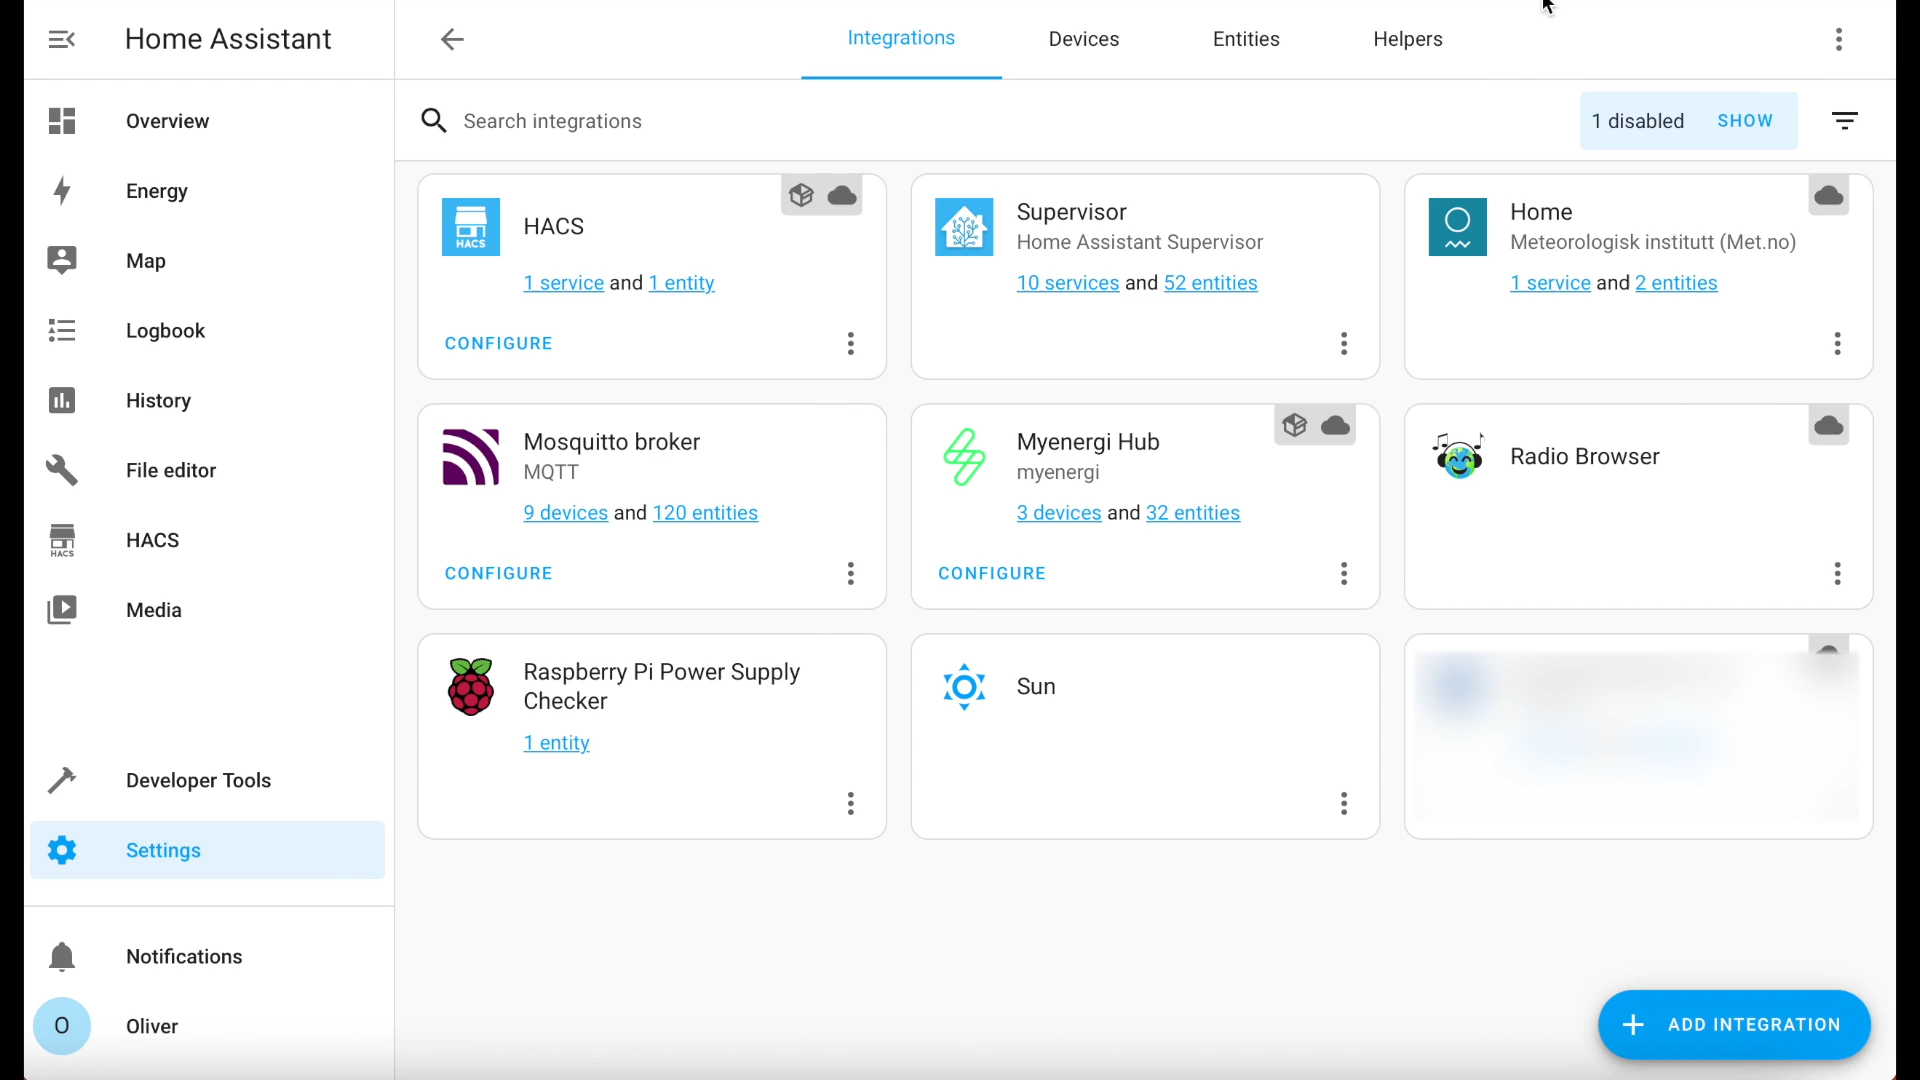 Home Assistant
Integrations
Devices
Entities
Helpers
Overview
Energy
Map
Logbook
History
File editor
HACS
HACS
Media
Developer Tools
Settings
Notifications
O
Oliver
Search integrations
1 disabled SHOW
HACS
HACS
1 service and 1 entity
CONFIGURE
Supervisor
Home Assistant Supervisor
10 services and 52 entities
Home
Meteorologisk institutt (Met.no)
1 service and 2 entities
Mosquitto broker
MQTT
9 devices and 120 entities
CONFIGURE
Myenergi Hub
myenergi
3 devices and 32 entities
CONFIGURE
Radio Browser
Raspberry Pi Power Supply
Checker
1 entity
Sun
ADD INTEGRATION